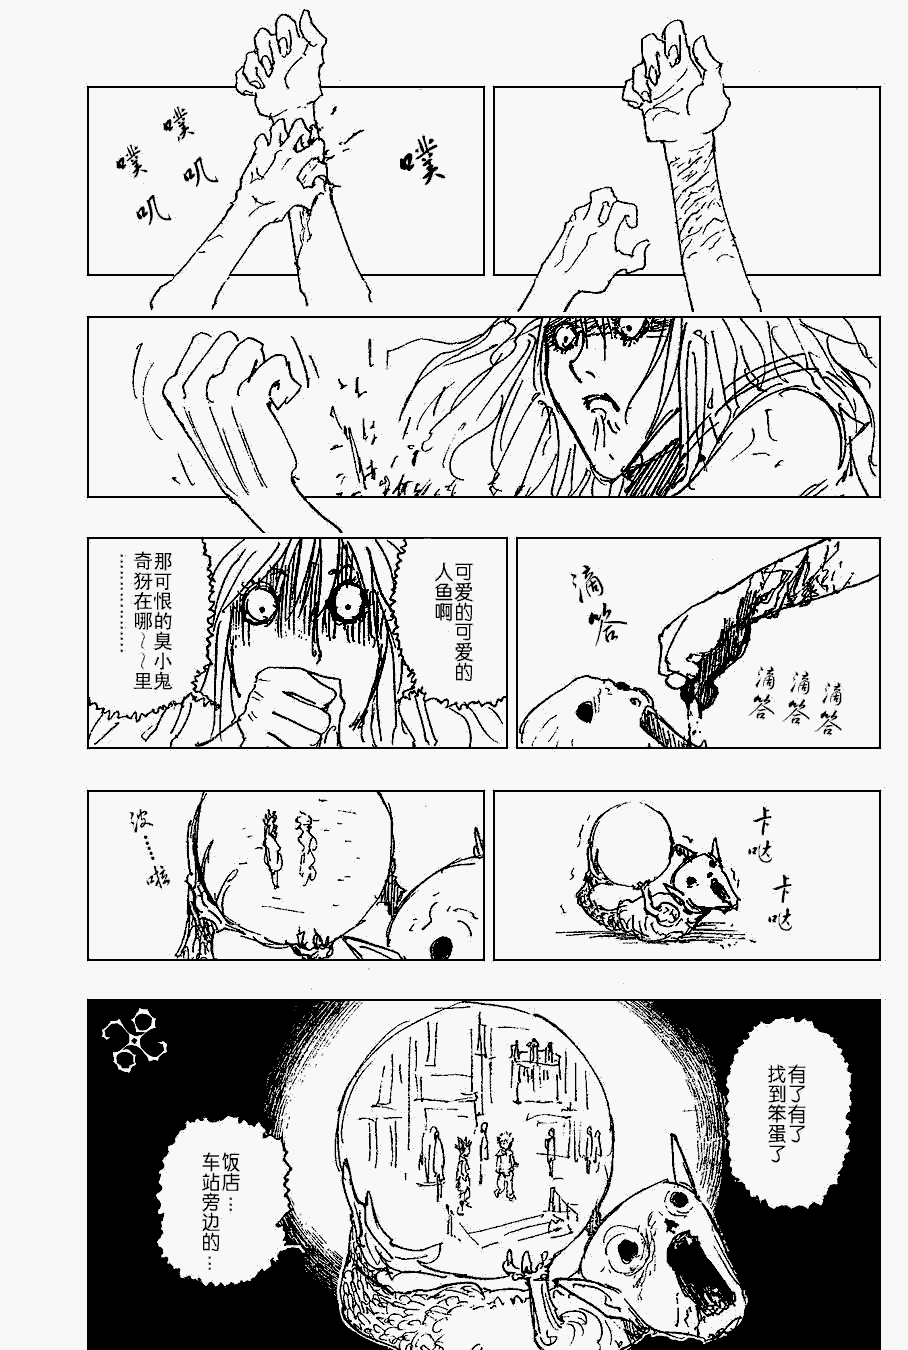 噗
噗
叽
噗
叽
滴
答
滴答
滴答
滴答
可爱的可爱的
人鱼啊
那可恨的臭小鬼
奇犽在哪～～里
…………………
卡
哒
卡
哒
波……啦
有了有了
找到笨蛋了
饭店…
车站旁边的…